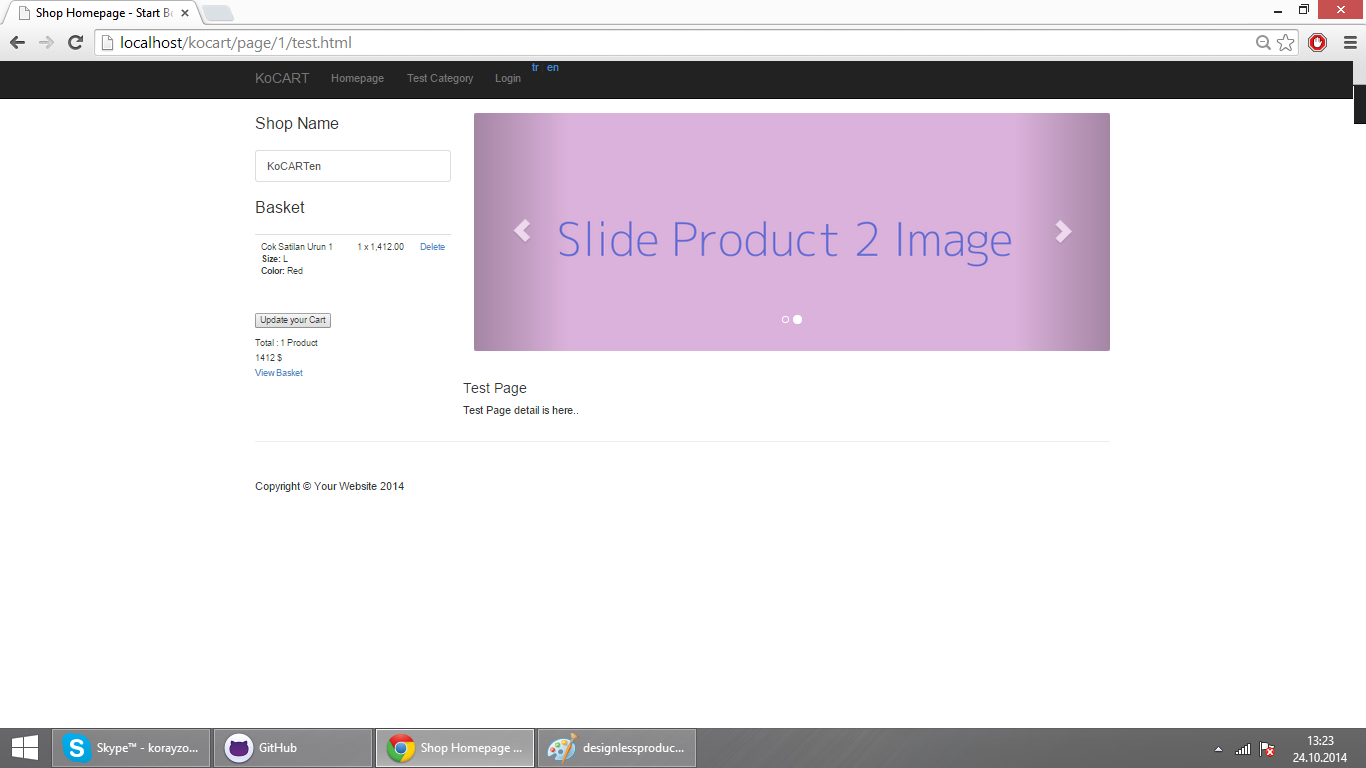 Shop Homepage - Start B
localhost/kocart/page/1/test.html
KoCART Homepage Test Category Login tr en
Shop Name
KoCARTen
Basket
Cok Satilan Urun 1 1 x 1,412.00 Delete
Size: L
Color: Red
Update your Cart
Total : 1 Product
1412 $
View Basket
Slide Product 2 Image
Test Page
Test Page detail is here..
Copyright © Your Website 2014
Skype™ - korayzo... GitHub Shop Homepage ... designlessproduc... 13:23
24.10.2014